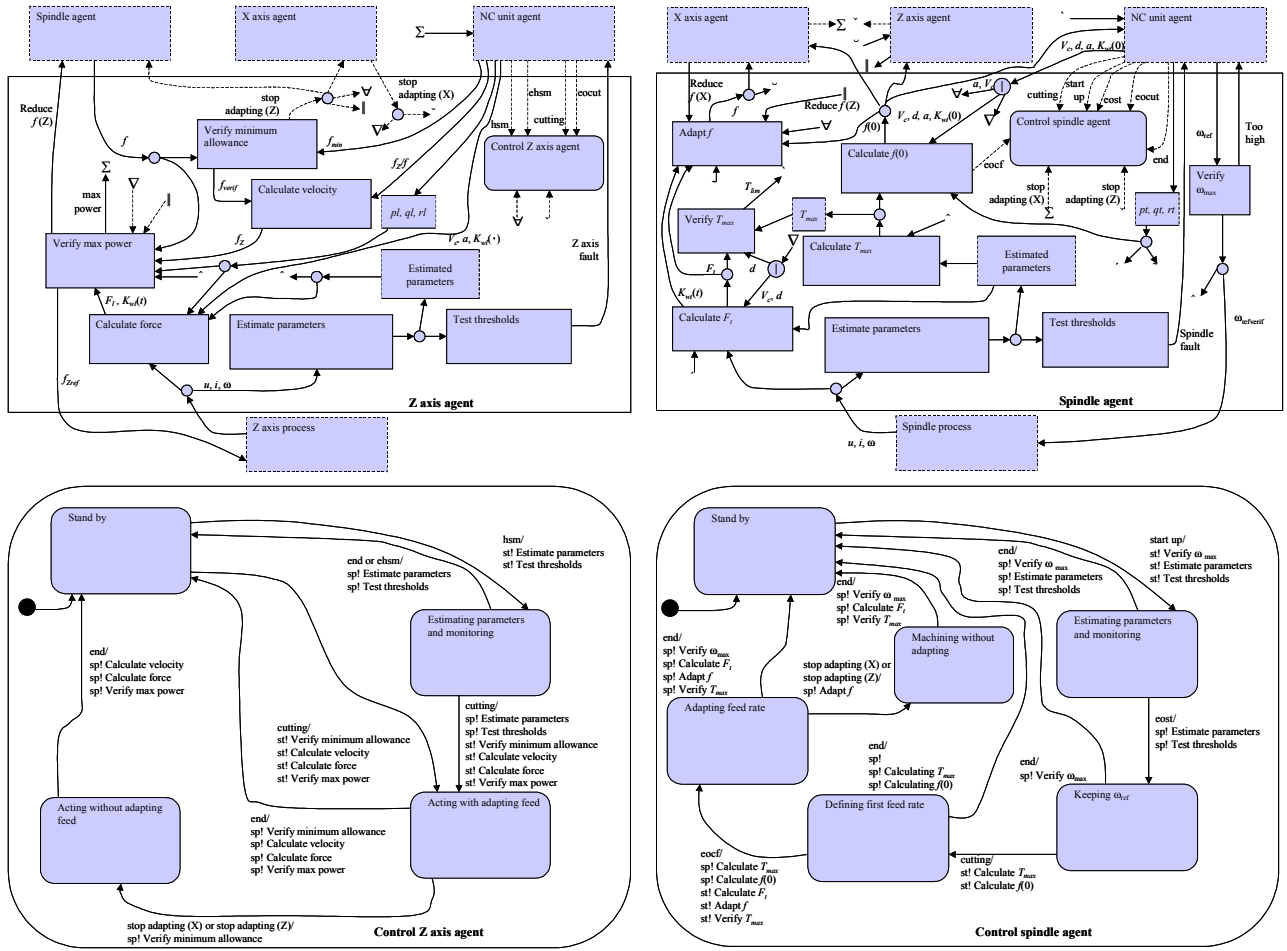 Spindle agent
X axis agent
NC unit agent
Σ
Reduce
f(Z)
stop
adapting (Z)
∀
stop
adapting (X)
∇
ehsm
eocut
hsm
cutting
f
Verify minimum
allowance
f_min
Control Z axis agent
Σ
max
power
∇
f_verif
Calculate velocity
f_Z/f
pl, ql, rl
∀
Verify max power
f_Z
V_c, a, K_wl(·)
Z axis
fault
Estimated
parameters
F_l , K_wl(t)
Calculate force
Estimate parameters
Test thresholds
f_Zref
u, i, ω
Z axis agent
Z axis process
X axis agent
Σ
Z axis agent
NC unit agent
V_c, d, a, K_wt(0)
Reduce
f(X)
f
Reduce f(Z)
∀
a, V_c
∀
∇
cutting
start
up
eost
eocut
Adapt f
f(0)
V_c, d, a, K_wt(0)
Control spindle agent
ω_ref
Too
high
Calculate f(0)
eocf
end
T_lim
stop
adapting (X)
Σ
stop
adapting (Z)
∇
Verify
ω_max
pt, qt, rt
Verify T_max
T_max
Calculate T_max
∇
F_t
d
Estimated
parameters
K_wt(t)
V_c, d
Calculate F_t
Estimate parameters
Test thresholds
Spindle
fault
ω_refverif
Spindle agent
u, i, ω
Spindle process
Stand by
hsm/
st! Estimate parameters
st! Test thresholds
end or ehsm/
sp! Estimate parameters
sp! Test thresholds
Estimating parameters
and monitoring
end/
sp! Calculate velocity
sp! Calculate force
sp! Verify max power
cutting/
sp! Estimate parameters
sp! Test thresholds
st! Verify minimum allowance
st! Calculate velocity
st! Calculate force
st! Verify max power
cutting/
st! Verify minimum allowance
st! Calculate velocity
st! Calculate force
st! Verify max power
Acting without adapting
feed
Acting with adapting feed
end/
sp! Verify minimum allowance
sp! Calculate velocity
sp! Calculate force
sp! Verify max power
stop adapting (X) or stop adapting (Z)/
sp! Verify minimum allowance
Control Z axis agent
Stand by
start up/
st! Verify ω_max
st! Estimate parameters
st! Test thresholds
end/
sp! Verify ω_max
sp! Estimate parameters
sp! Test thresholds
end/
sp! Verify ω_max
sp! Calculate F_t
sp! Verify T_max
Estimating parameters
and monitoring
Machining without
adapting
end/
sp! Verify ω_max
sp! Calculate F_t
sp! Adapt f
sp! Verify T_max
stop adapting (X) or
stop adapting (Z)/
sp! Adapt f
Adapting feed rate
eost/
sp! Estimate parameters
sp! Test thresholds
end/
sp!
sp! Calculating T_max
sp! Calculating f(0)
end/
sp! Verify ω_max
Defining first feed rate
Keeping ω_ref
eocf/
sp! Calculate T_max
sp! Calculate f(0)
st! Calculate F_t
st! Adapt f
st! Verify T_max
cutting/
st! Calculate T_max
st! Calculate f(0)
Control spindle agent